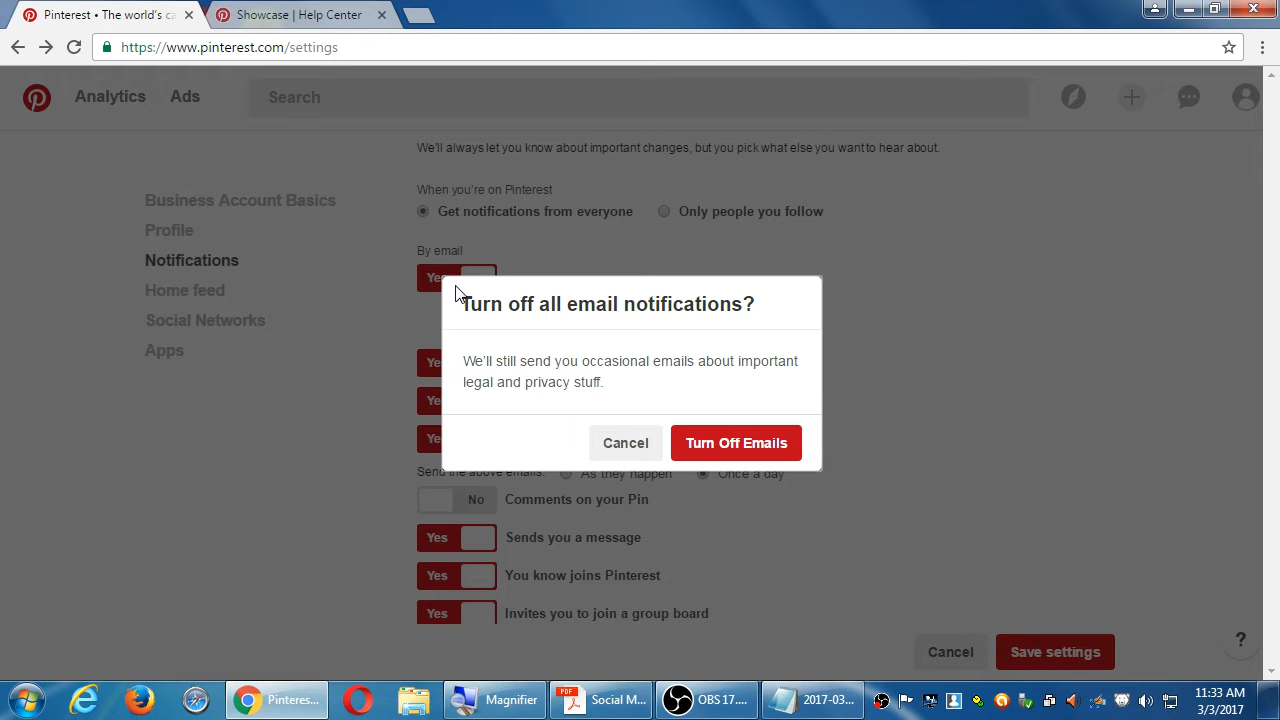 Pinterest • The world's ca
Showcase | Help Center
https://www.pinterest.com/settings
Analytics
Ads
Search
We'll always let you know about important changes, but you pick what else you want to hear about.
Business Account Basics
Profile
Notifications
Home feed
Social Networks
Apps
When you're on Pinterest
Get notifications from everyone
Only people you follow
By email
Yes
Turn off all email notifications?
We'll still send you occasional emails about important
legal and privacy stuff.
Cancel
Turn Off Emails
Send the above emails:
As they happen
Once a day
No
Comments on your Pin
Yes
Sends you a message
Yes
You know joins Pinterest
Yes
Invites you to join a group board
Cancel
Save settings
?
Pinteres...
Magnifier
PDF
Social M...
OBS 17....
2017-03...
11:33 AM
3/3/2017